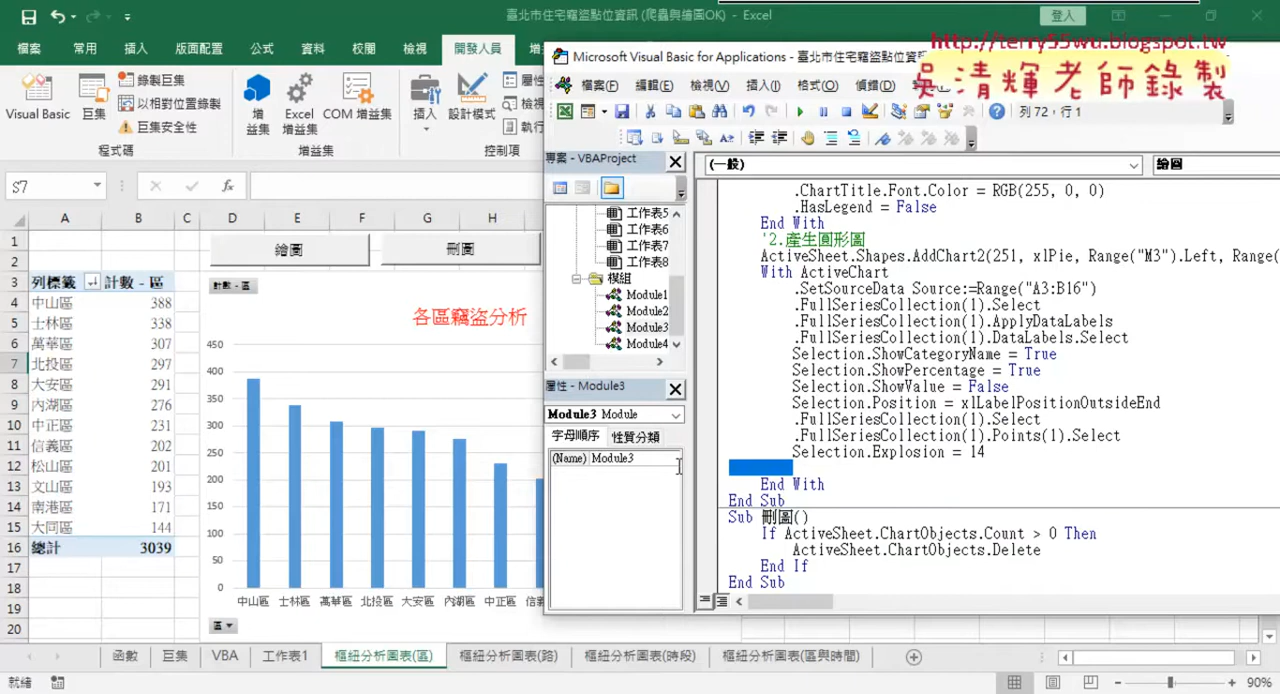 臺北市住宅竊盜點位資訊 (爬蟲與繪圖OK) - Excel
登入
檔案 常用 插入 版面配置 公式 資料 校閱 檢視 開發人員
http://terry55wu.blogspot.tw
吳清輝老師錄製
Visual Basic
巨集
錄製巨集
以相對位置錄製
巨集安全性
程式碼
增益集
Excel 增益集
COM 增益集
增益集
插入
設計模式
控制項
Microsoft Visual Basic for Applications - 臺北市住宅竊盜點位資
檔案(F) 編輯(E) 檢視(V) 插入(I) 格式(O) 偵錯(D)
列 72，行 1
專案 - VBAProject
工作表5
工作表6
工作表7
工作表8
模組
Module1
Module2
Module3
Module4
屬性 - Module3
Module3 Module
字母順序 性質分類
(Name) Module3
(一般) 繪圖
.ChartTitle.Font.Color = RGB(255, 0, 0)
.HasLegend = False
End With
'2.產生圓形圖
ActiveSheet.Shapes.AddChart2(251, xlPie, Range("M3").Left, Range(
With ActiveChart
.SetSourceData Source:=Range("A3:B16")
.FullSeriesCollection(1).Select
.FullSeriesCollection(1).ApplyDataLabels
.FullSeriesCollection(1).DataLabels.Select
Selection.ShowCategoryName = True
Selection.ShowPercentage = True
Selection.ShowValue = False
Selection.Position = xlLabelPositionOutsideEnd
.FullSeriesCollection(1).Select
.FullSeriesCollection(1).Points(1).Select
Selection.Explosion = 14
End With
End Sub
Sub 刪圖()
If ActiveSheet.ChartObjects.Count > 0 Then
ActiveSheet.ChartObjects.Delete
End If
End Sub
S7
fx
A B C D E F G H
1
2
3 列標籤 計數 - 區
4 中山區 388
5 士林區 338
6 萬華區 307
7 北投區 297
8 大安區 291
9 內湖區 276
10 中正區 231
11 信義區 202
12 松山區 201
13 文山區 193
14 南港區 171
15 大同區 144
16 總計 3039
17
18
19
20
繪圖 刪圖
計數 - 區
各區竊盜分析
450
400
350
300
250
200
150
100
50
0
中山區 士林區 萬華區 北投區 大安區 內湖區 中正區
區
函數 巨集 VBA 工作表1 樞紐分析圖表(區) 樞紐分析圖表(路) 樞紐分析圖表(時段) 樞紐分析圖表(區與時間)
就緒
90%